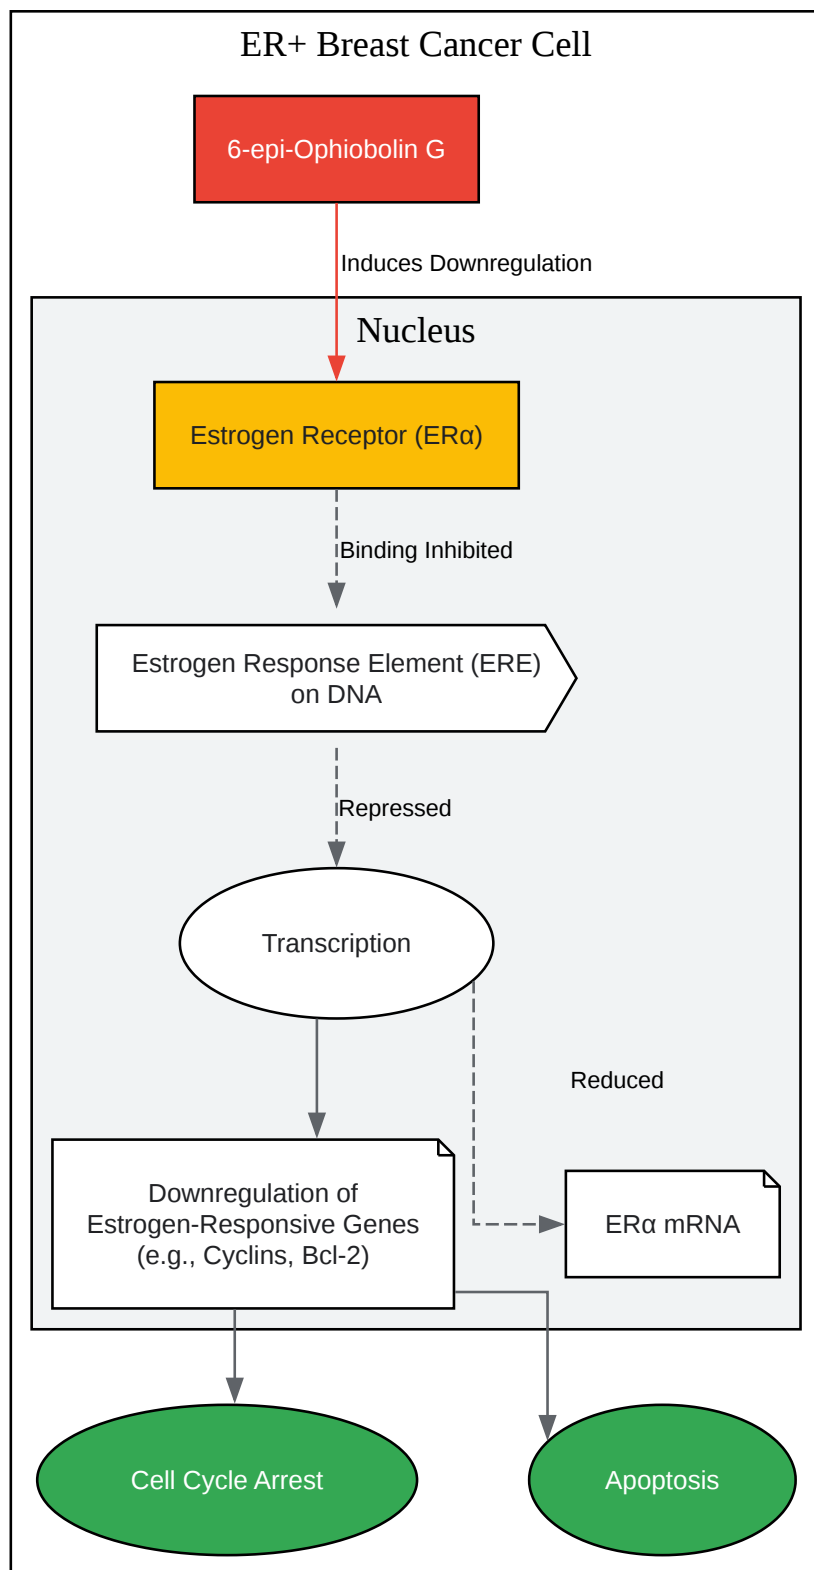 ER+ Breast Cancer Cell
6-epi-Ophiobolin G
Induces Downregulation
Nucleus
Estrogen Receptor (ERα)
Binding Inhibited
Estrogen Response Element (ERE)
on DNA
Repressed
Transcription
Reduced
Downregulation of
Estrogen-Responsive Genes
(e.g., Cyclins, Bcl-2)
ERα mRNA
Cell Cycle Arrest
Apoptosis